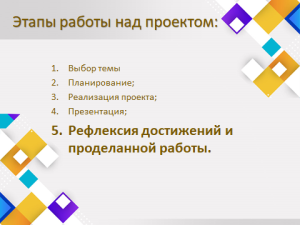 Этапы работы над проектом:
1. Выбор темы
2. Планирование;
3. Реализация проекта;
4. Презентация;
5. Рефлексия достижений и
проделанной работы.